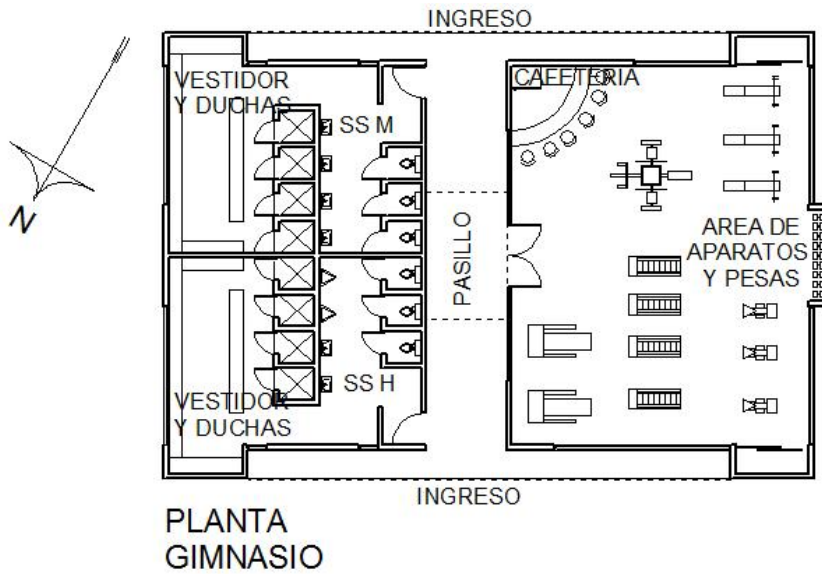 INGRESO
VESTIDOR
Y DUCHAS
SS M
CAFETERIA
N
PASILLO
AREA DE
APARATOS
Y PESAS
SS H
VESTIDOR
Y DUCHAS
INGRESO
PLANTA
GIMNASIO